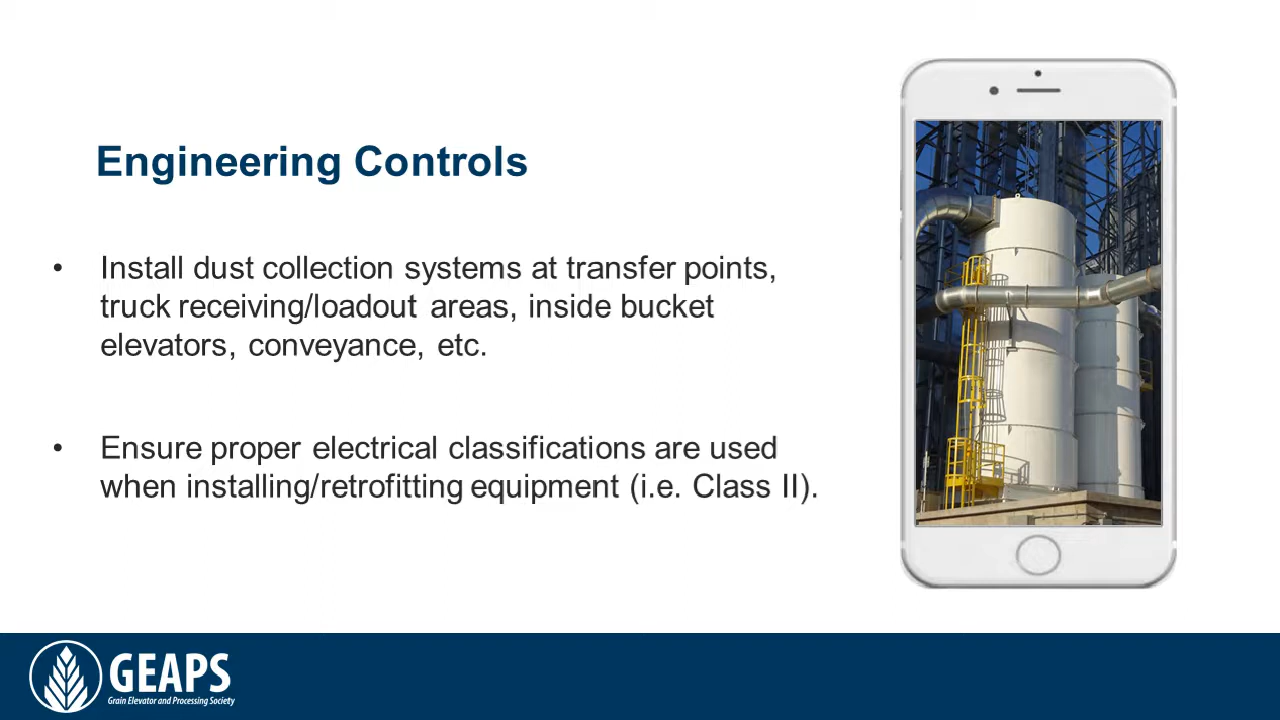 Engineering Controls
• Install dust collection systems at transfer points,
truck receiving/loadout areas, inside bucket
elevators, conveyance, etc.
• Ensure proper electrical classifications are used
when installing/retrofitting equipment (i.e. Class II).
GEAPS
Grain Elevator and Processing Society